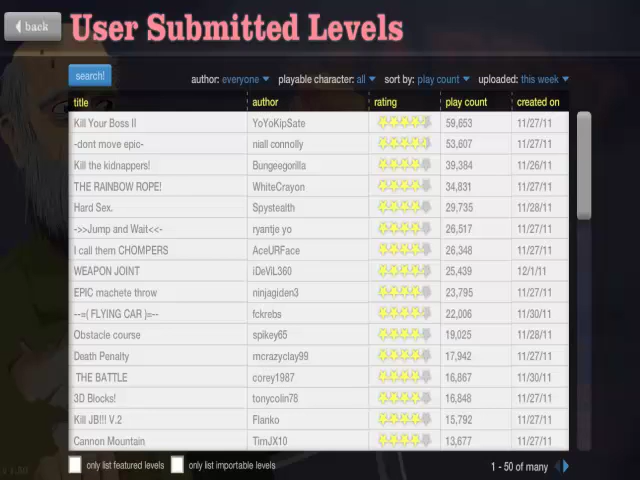 back
User Submitted Levels
search!
author: everyone playable character: all sort by: play count uploaded: this week
title author rating play count created on
Kill Your Boss II YoYoKipSate 59,653 11/27/11
-dont move epic- niall connolly 53,607 11/27/11
Kill the kidnappers! Bungeegorilla 39,384 11/26/11
THE RAINBOW ROPE! WhiteCrayon 34,831 11/27/11
Hard Sex. Spystealth 29,735 11/28/11
->>Jump and Wait<<- ryantje yo 26,517 11/27/11
I call them CHOMPERS AceURFace 26,348 11/27/11
WEAPON JOINT iDeViL360 25,439 12/1/11
EPIC machete throw ninjagiden3 23,795 11/27/11
--=( FLYING CAR )=-- fckrebs 22,006 11/30/11
Obstacle course spikey65 19,025 11/28/11
Death Penalty mcrazyclay99 17,942 11/27/11
THE BATTLE corey1987 16,867 11/30/11
3D Blocks! tonycolin78 16,848 11/27/11
Kill JB!!! V.2 Flanko 15,792 11/27/11
Cannon Mountain TimJX10 13,677 11/27/11
only list featured levels only list importable levels 1 - 50 of many